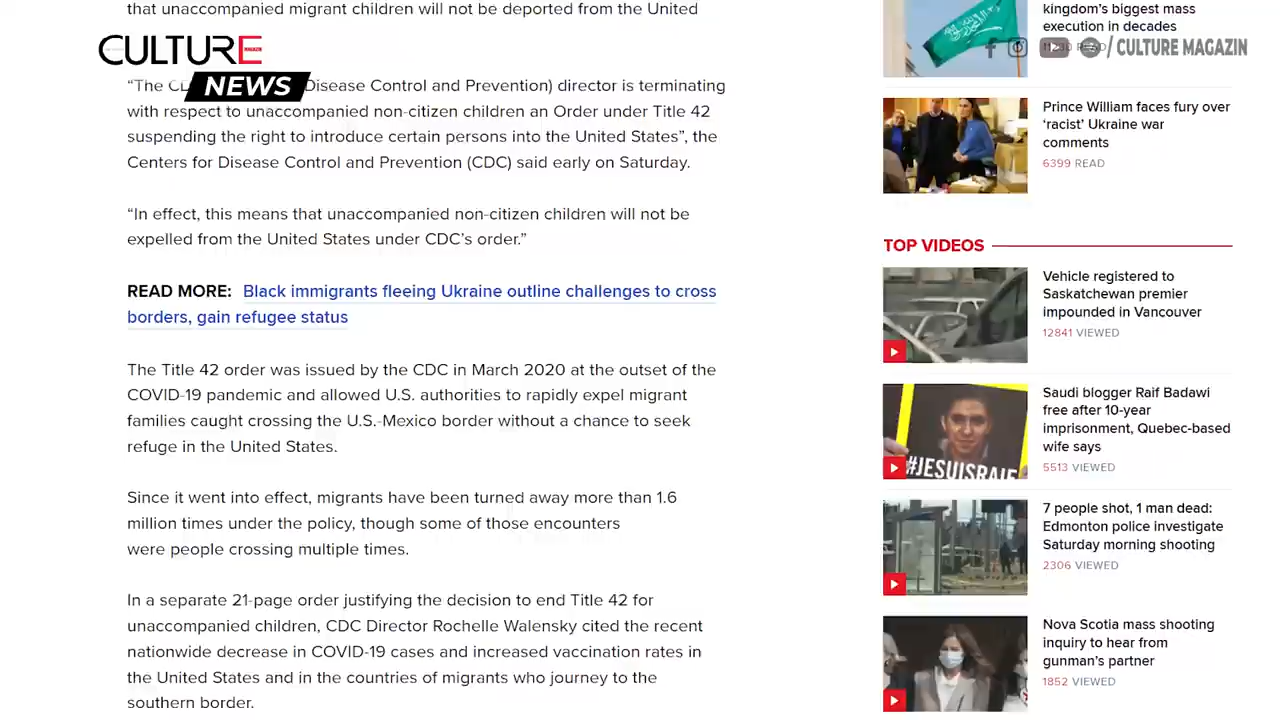 that unaccompanied migrant children will not be deported from the United
CULTURE
NEWS
“The CD Disease Control and Prevention) director is terminating
with respect to unaccompanied non-citizen children an Order under Title 42
suspending the right to introduce certain persons into the United States”, the
Centers for Disease Control and Prevention (CDC) said early on Saturday.
“In effect, this means that unaccompanied non-citizen children will not be
expelled from the United States under CDC’s order.”
READ MORE: Black immigrants fleeing Ukraine outline challenges to cross
borders, gain refugee status
The Title 42 order was issued by the CDC in March 2020 at the outset of the
COVID-19 pandemic and allowed U.S. authorities to rapidly expel migrant
families caught crossing the U.S.-Mexico border without a chance to seek
refuge in the United States.
Since it went into effect, migrants have been turned away more than 1.6
million times under the policy, though some of those encounters
were people crossing multiple times.
In a separate 21-page order justifying the decision to end Title 42 for
unaccompanied children, CDC Director Rochelle Walensky cited the recent
nationwide decrease in COVID-19 cases and increased vaccination rates in
the United States and in the countries of migrants who journey to the
southern border.
kingdom’s biggest mass
execution in decades
/ CULTURE MAGAZIN
Prince William faces fury over
‘racist’ Ukraine war
comments
6399 READ
TOP VIDEOS
Vehicle registered to
Saskatchewan premier
impounded in Vancouver
12841 VIEWED
Saudi blogger Raif Badawi
free after 10-year
imprisonment, Quebec-based
wife says
5513 VIEWED
#JESUISRAIF
7 people shot, 1 man dead:
Edmonton police investigate
Saturday morning shooting
2306 VIEWED
Nova Scotia mass shooting
inquiry to hear from
gunman’s partner
1852 VIEWED